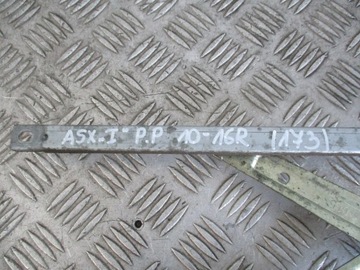 ASX-I" P.P 10-16R (173)